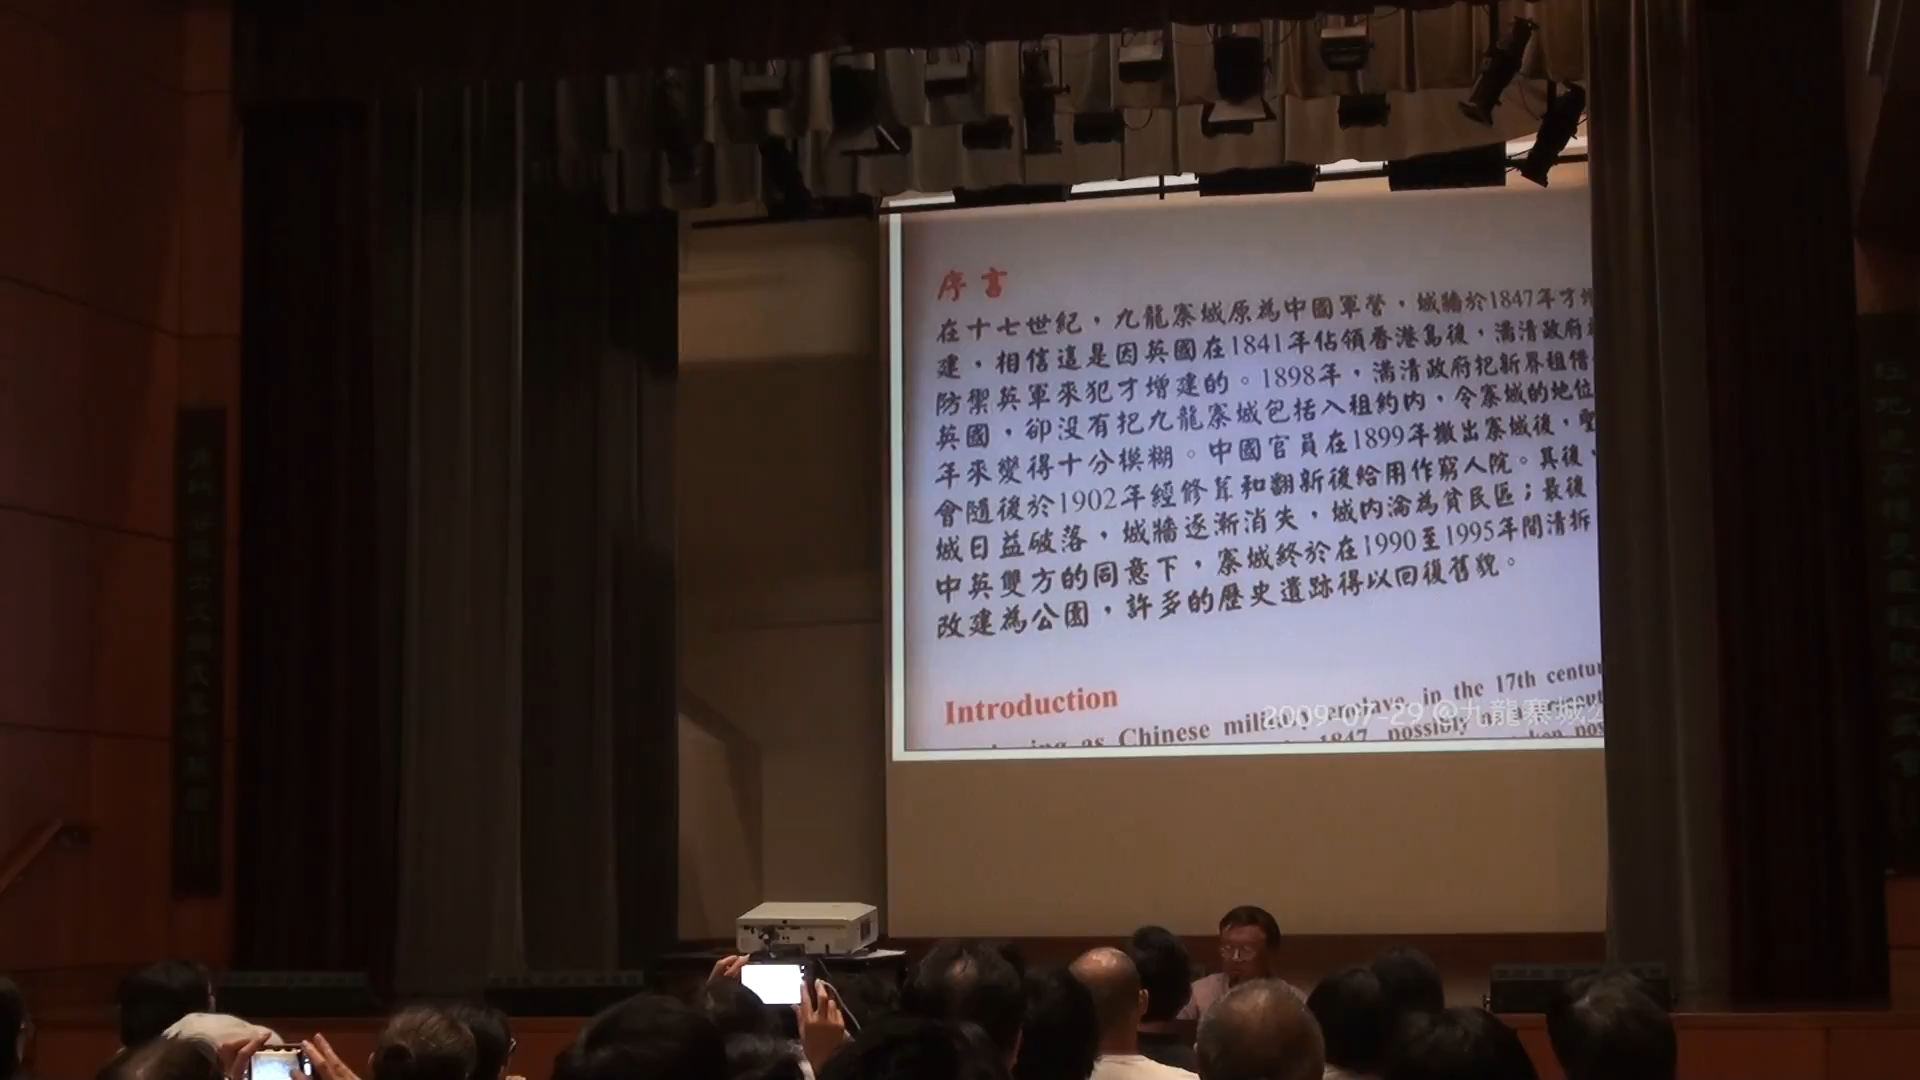 序言
在十七世紀，九龍寨城原為中國軍營，城牆於1847年才增
建，相信這是因英國在1841年佔領香港島後，滿清政府
防禦英軍來犯才增建的。1898年，滿清政府把新界租借
英國，卻沒有把九龍寨城包括入租約內，令寨城的地位
年來變得十分模糊。中國官員在1899年撤出寨城後，聖
會隨後於1902年經修葺和翻新後給用作窮人院。其後，
城日益破落，城牆逐漸消失，城內淪為貧民區；最後
中英雙方的同意下，寨城終於在1990至1995年間清拆
改建為公園，許多的歷史遺跡得以回復舊貌。
Introduction
as Chinese military enclave in the 17th centur
1847, possibly as a
2009-07-29 @九龍寨城